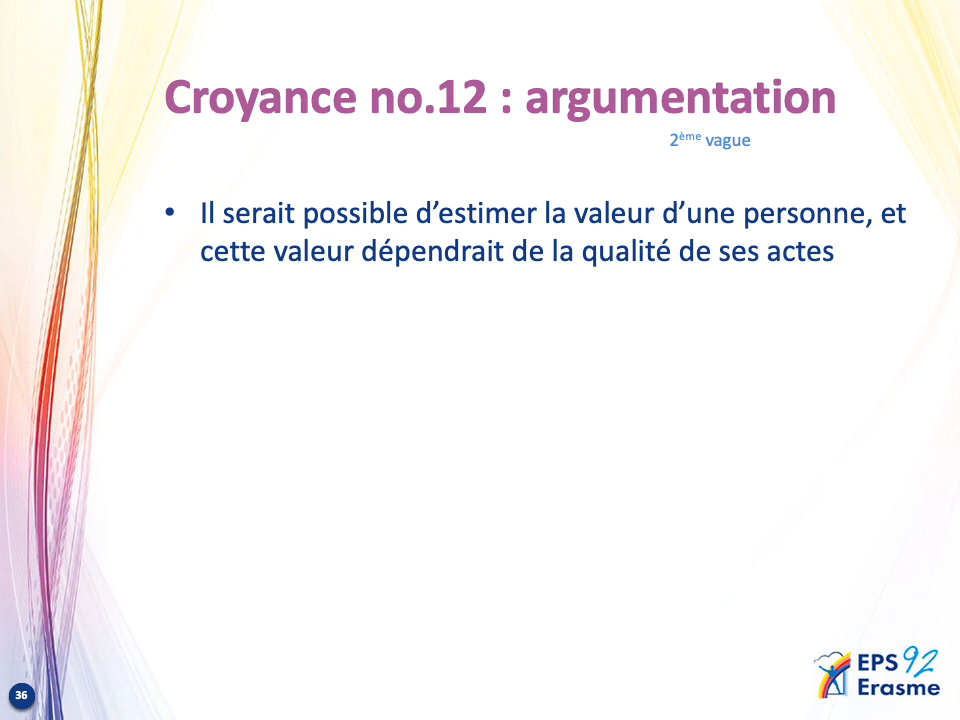 Croyance no.12 : argumentation
2ème vague
• Il serait possible d’estimer la valeur d’une personne, et
cette valeur dépendrait de la qualité de ses actes
EPS 92
Erasme
36